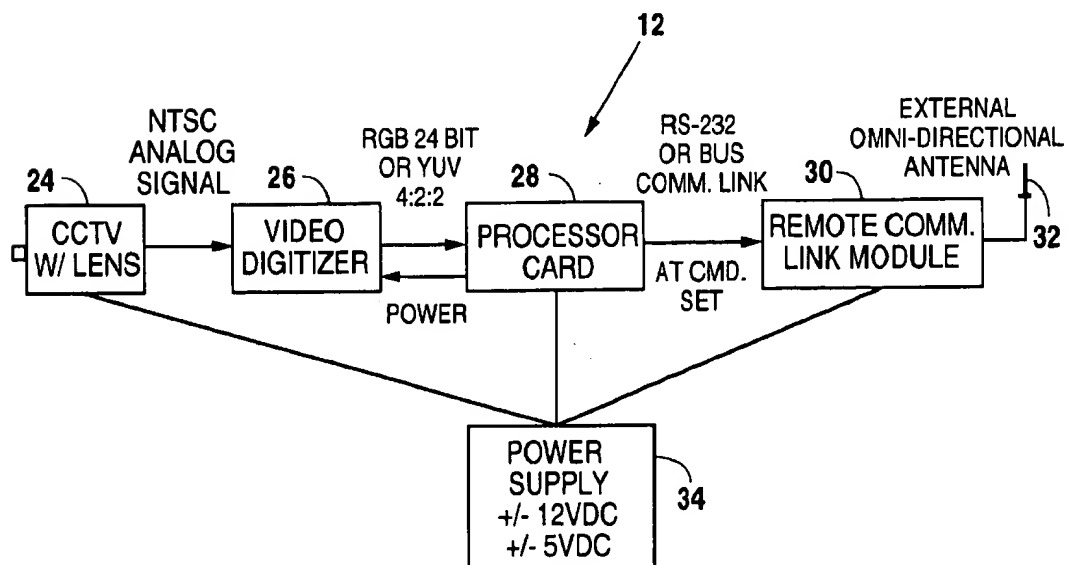 12
NTSC
ANALOG
SIGNAL
RGB 24 BIT
OR YUV
4:2:2
RS-232
OR BUS
COMM. LINK
EXTERNAL
OMNI-DIRECTIONAL
ANTENNA
24
26
28
30
32
CCTV
W/ LENS
VIDEO
DIGITIZER
PROCESSOR
CARD
REMOTE COMM.
LINK MODULE
POWER
AT CMD.
SET
POWER
SUPPLY
+/- 12VDC
+/- 5VDC
34